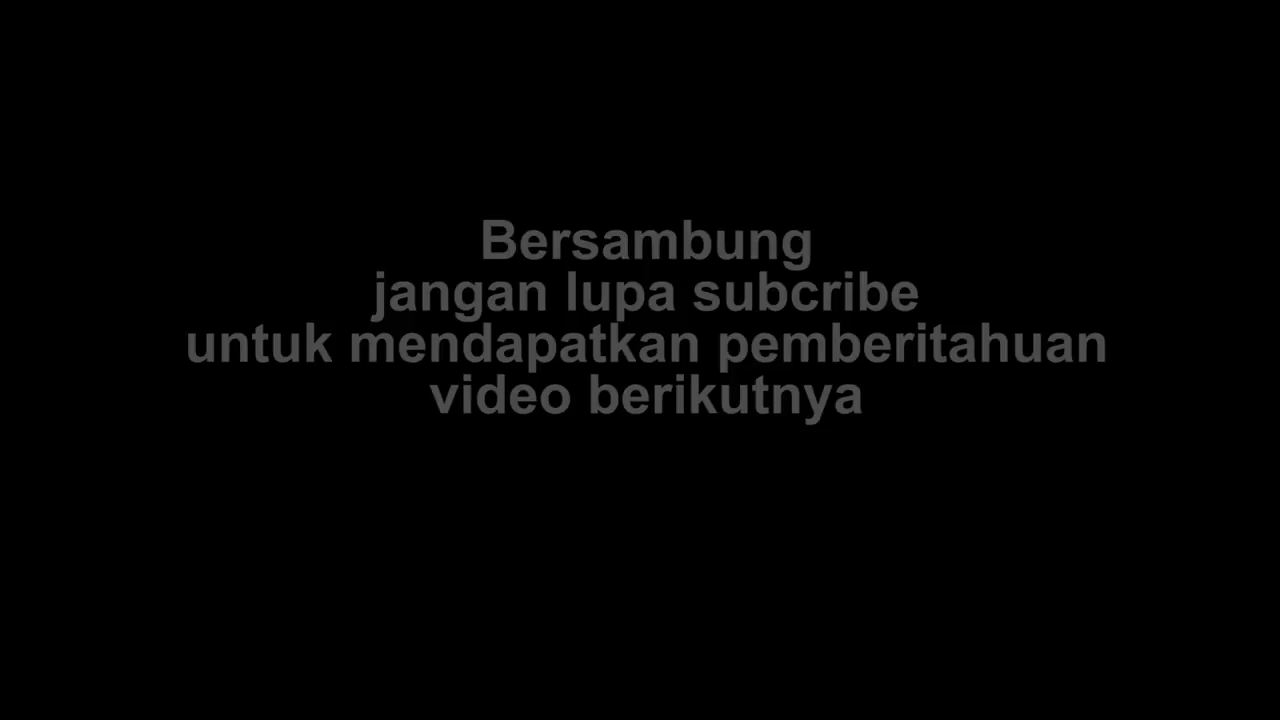 Bersambung
jangan lupa subcribe
untuk mendapatkan pemberitahuan
video berikutnya